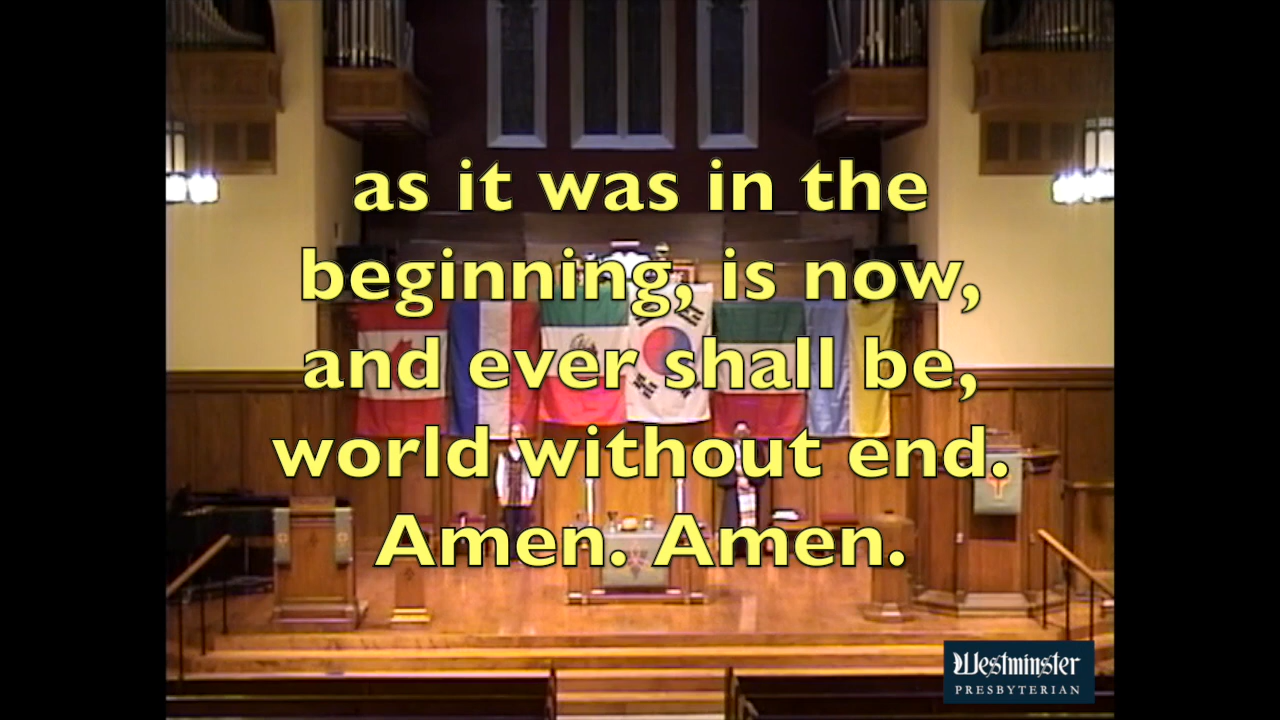 as it was in the
beginning, is now,
and ever shall be,
world without end.
Amen. Amen.
Westminster
PRESBYTERIAN